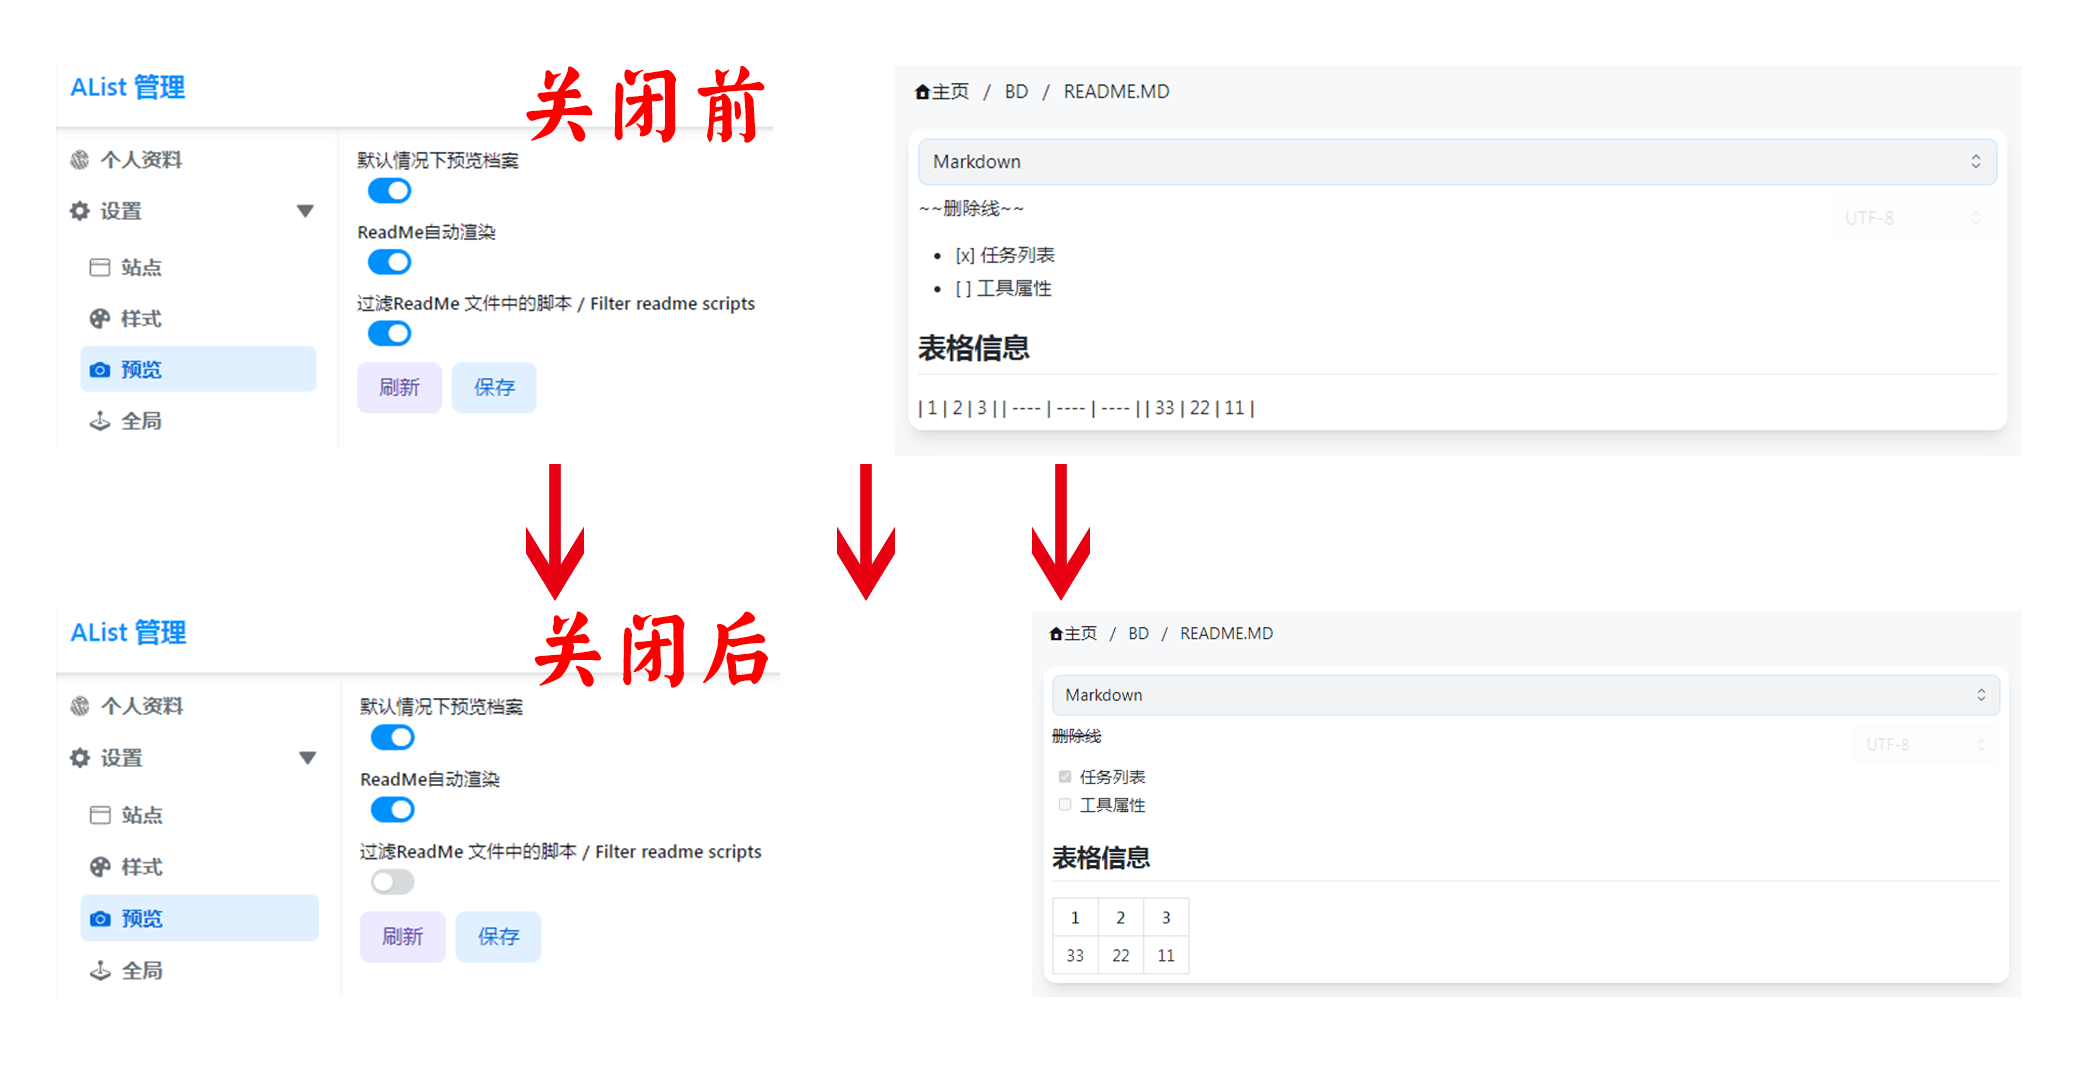 AList 管理
关闭前
个人资料
设置
站点
样式
预览
全局
默认情况下预览档案
ReadMe自动渲染
过滤ReadMe 文件中的脚本 / Filter readme scripts
刷新 保存
主页 / BD / README.MD
Markdown
~~删除线~~
UTF-8
• [x] 任务列表
• [ ] 工具属性
表格信息
| 1 | 2 | 3 | | ---- | ---- | ---- | | 33 | 22 | 11 |
AList 管理
关闭后
个人资料
设置
站点
样式
预览
全局
默认情况下预览档案
ReadMe自动渲染
过滤ReadMe 文件中的脚本 / Filter readme scripts
刷新 保存
主页 / BD / README.MD
Markdown
删除线
UTF-8
任务列表
工具属性
表格信息
1 2 3
33 22 11